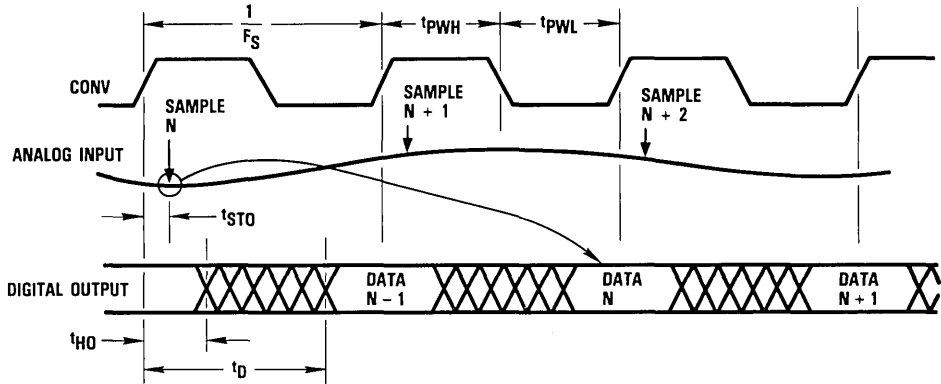 1
F_S
t_PWH
t_PWL
CONV
SAMPLE
N
SAMPLE
N + 1
SAMPLE
N + 2
ANALOG INPUT
t_STO
DIGITAL OUTPUT
DATA
N – 1
DATA
N
DATA
N + 1
t_HO
t_D